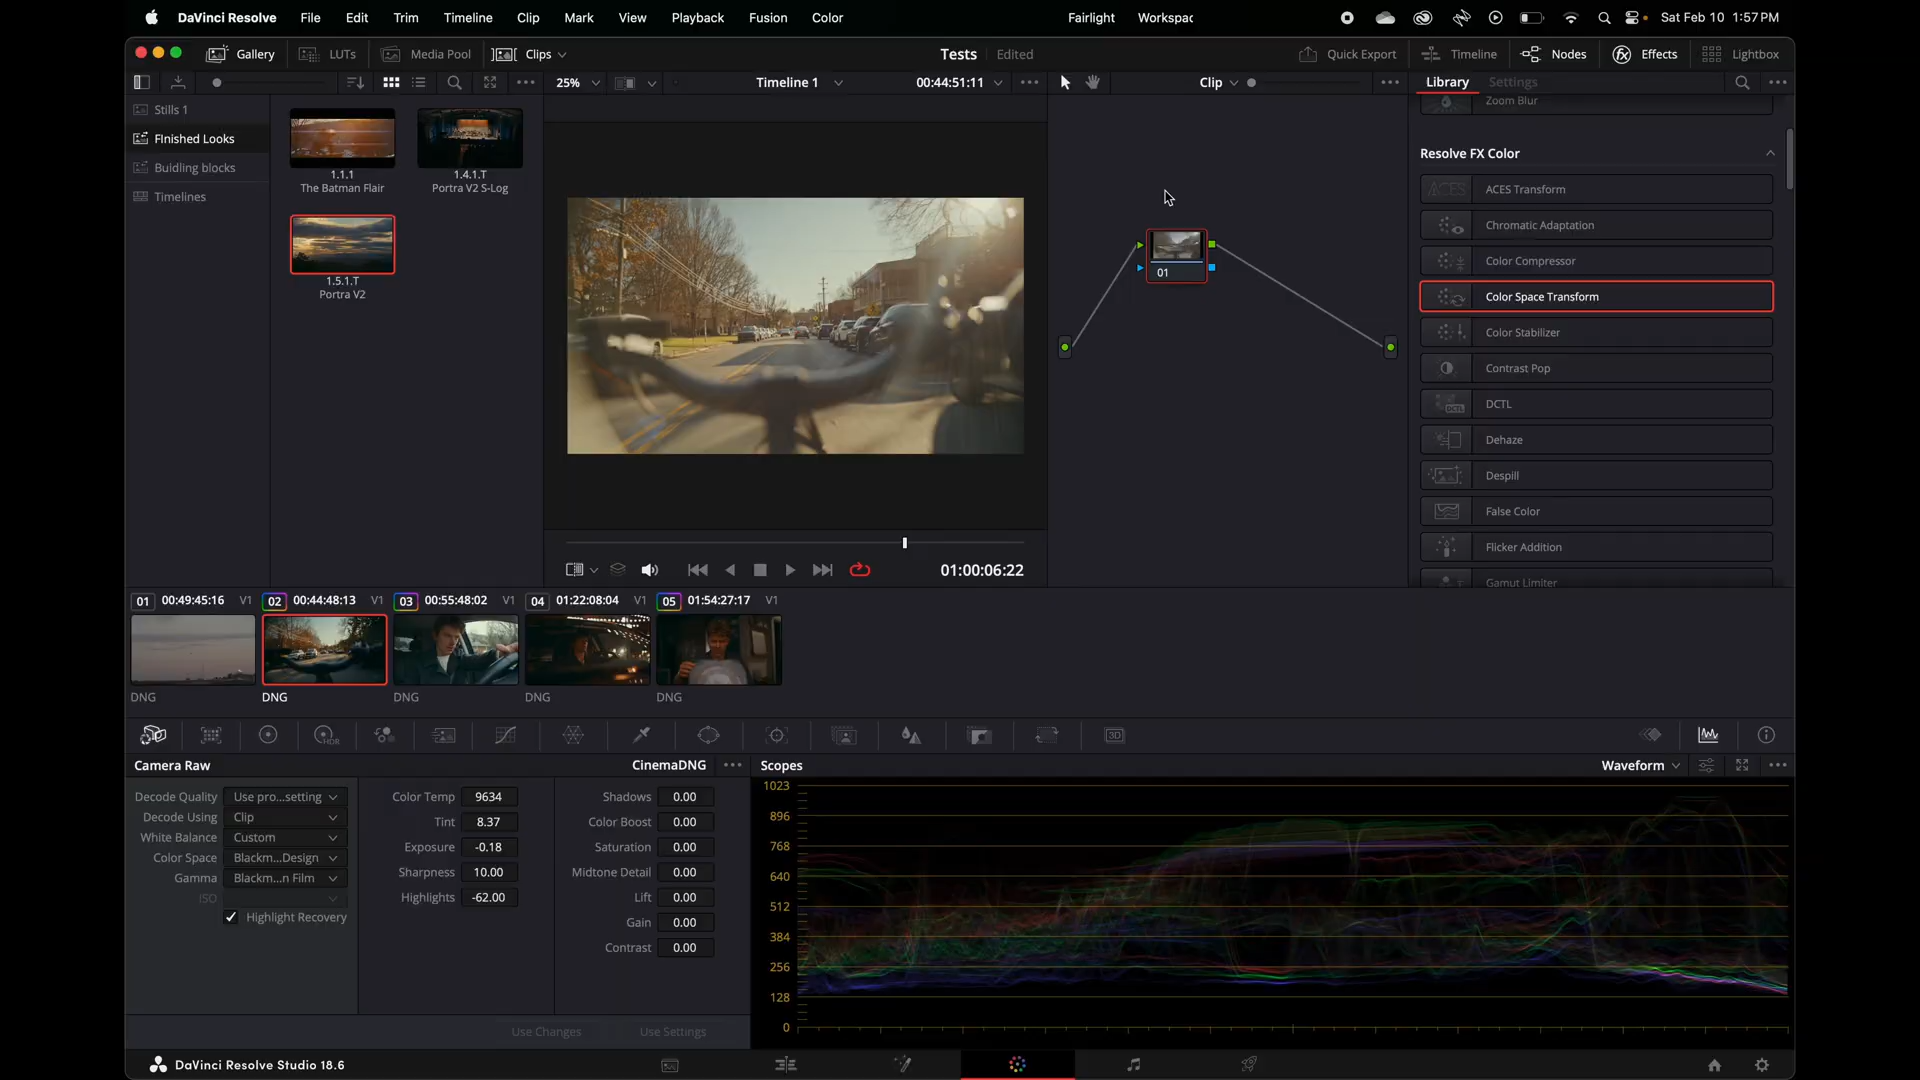 DaVinci Resolve File Edit Trim Timeline Clip Mark View Playback Fusion Color Fairlight Workspac Sat Feb 10 1:57PM
Gallery LUTs Media Pool Clips Tests Edited Quick Export Timeline Nodes Effects Lightbox
25% Timeline 1 00:44:51:11 Clip Library Settings
Stills 1
FInished Looks
Buidling blocks
Timelines
1.1.1
The Batman Flair
1.4.1.T
Portra V2 S-Log
1.5.1.T
Portra V2
01
Zoom Blur
Resolve FX Color
ACES Transform
Chromatic Adaptation
Color Compressor
Color Space Transform
Color Stabilizer
Contrast Pop
DCTL
Dehaze
Despill
False Color
Flicker Addition
Gamut Limiter
01:00:06:22
01 00:49:45:16 V1 02 00:44:48:13 V1 03 00:55:48:02 V1 04 01:22:08:04 V1 05 01:54:27:17 V1
DNG DNG DNG DNG DNG
HDR 3D
Camera Raw CinemaDNG Scopes Waveform
Decode Quality Use pro...setting
Decode Using Clip
White Balance Custom
Color Space Blackm...Design
Gamma Blackm...n Film
ISO
Highlight Recovery
Color Temp 9634
Tint 8.37
Exposure -0.18
Sharpness 10.00
Highlights -62.00
Shadows 0.00
Color Boost 0.00
Saturation 0.00
Midtone Detail 0.00
Lift 0.00
Gain 0.00
Contrast 0.00
Use Changes Use Settings
1023
896
768
640
512
384
256
128
0
DaVinci Resolve Studio 18.6